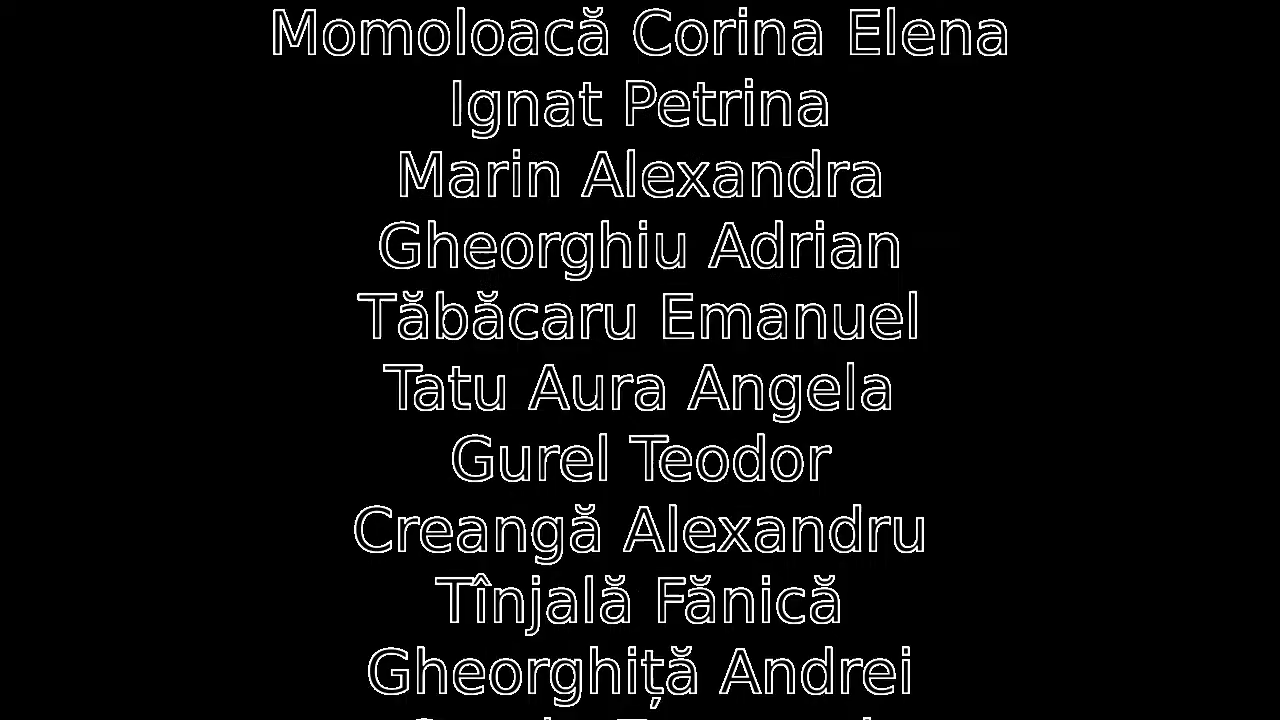 Momoloacă Corina Elena
Ignat Petrina
Marin Alexandra
Gheorghiu Adrian
Tăbăcaru Emanuel
Tatu Aura Angela
Gurel Teodor
Creangă Alexandru
Tînjală Fănică
Gheorghiță Andrei